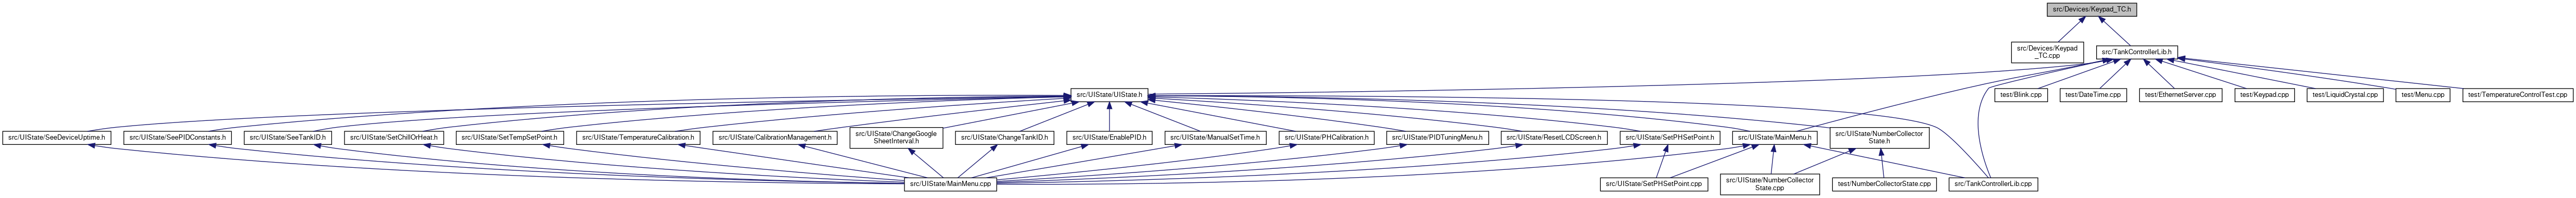 src/Devices/Keypad_TC.h
src/Devices/Keypad
_TC.cpp
src/TankControllerLib.h
src/UIState/UIState.h
test/Blink.cpp
test/DateTime.cpp
test/EthernetServer.cpp
test/Keypad.cpp
test/LiquidCrystal.cpp
test/Menu.cpp
test/TemperatureControlTest.cpp
src/UIState/SeeDeviceUptime.h
src/UIState/SeePIDConstants.h
src/UIState/SeeTankID.h
src/UIState/SetChillOrHeat.h
src/UIState/SetTempSetPoint.h
src/UIState/TemperatureCalibration.h
src/UIState/CalibrationManagement.h
src/UIState/ChangeGoogle
SheetInterval.h
src/UIState/ChangeTankID.h
src/UIState/EnablePID.h
src/UIState/ManualSetTime.h
src/UIState/PHCalibration.h
src/UIState/PIDTuningMenu.h
src/UIState/ResetLCDScreen.h
src/UIState/SetPHSetPoint.h
src/UIState/MainMenu.h
src/UIState/NumberCollector
State.h
src/UIState/MainMenu.cpp
src/UIState/SetPHSetPoint.cpp
src/UIState/NumberCollector
State.cpp
test/NumberCollectorState.cpp
src/TankControllerLib.cpp